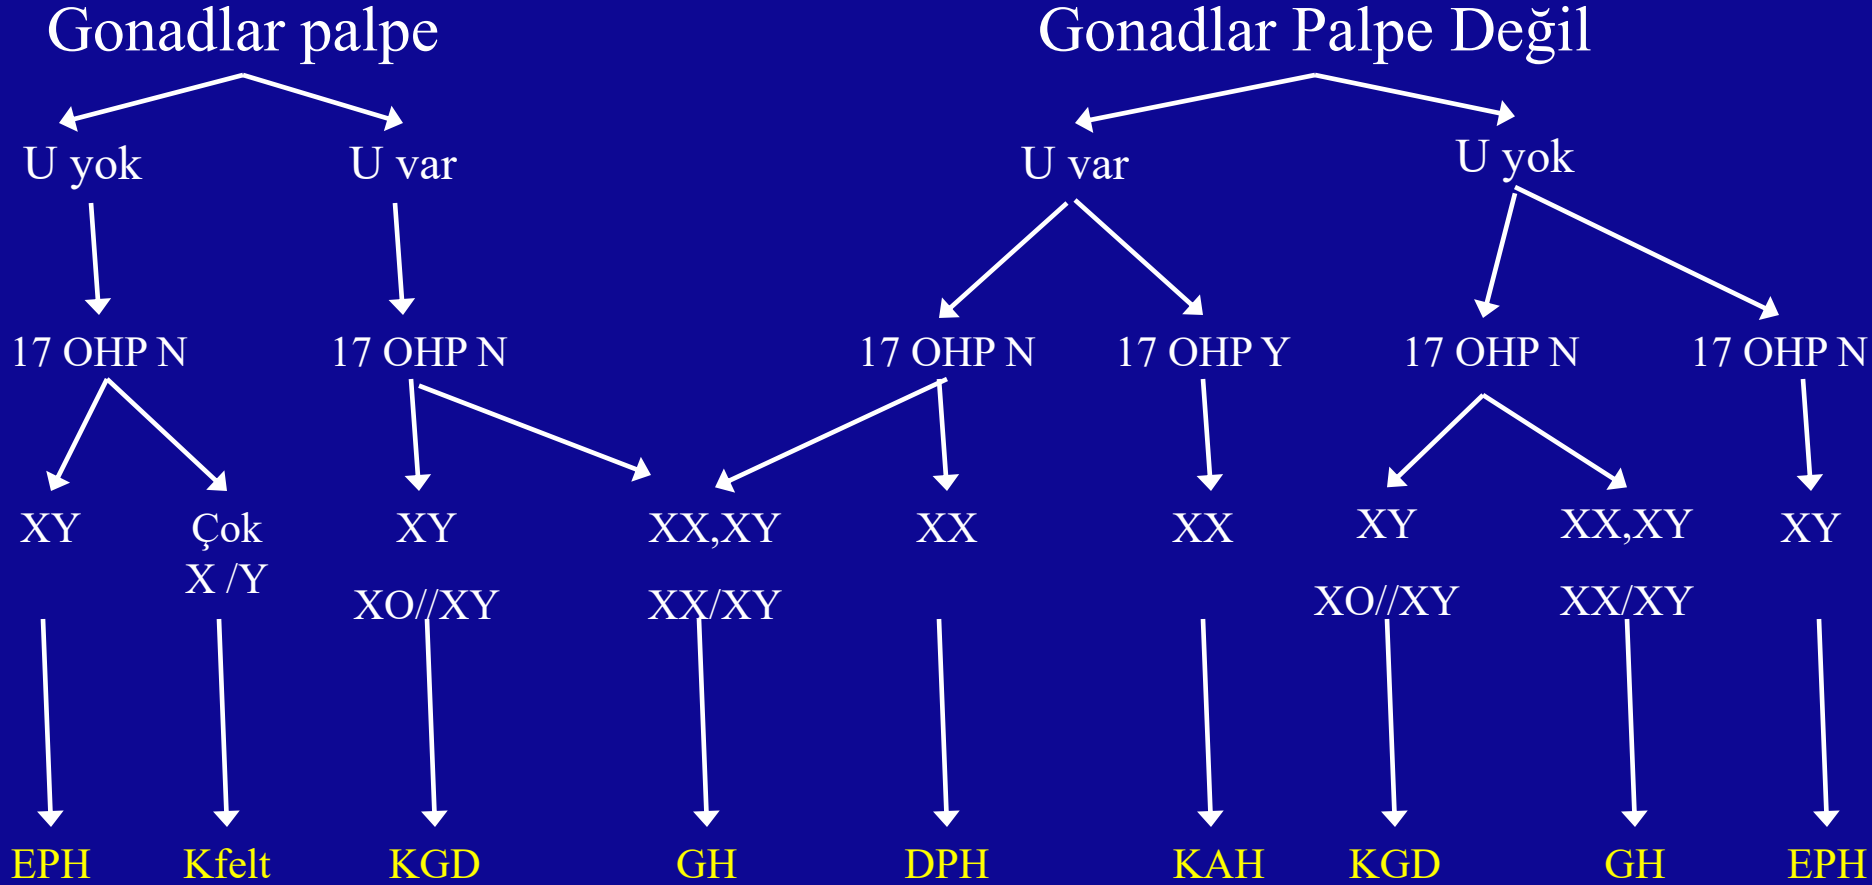 Gonadlar palpe
Gonadlar Palpe Değil
U yok
U var
U var
U yok
17 OHP N
17 OHP N
17 OHP N
17 OHP Y
17 OHP N
17 OHP N
XY
Çok
X /Y
XY
XO//XY
XX,XY
XX/XY
XX
XX
XY
XO//XY
XX,XY
XX/XY
XY
EPH
Kfelt
KGD
GH
DPH
KAH
KGD
GH
EPH